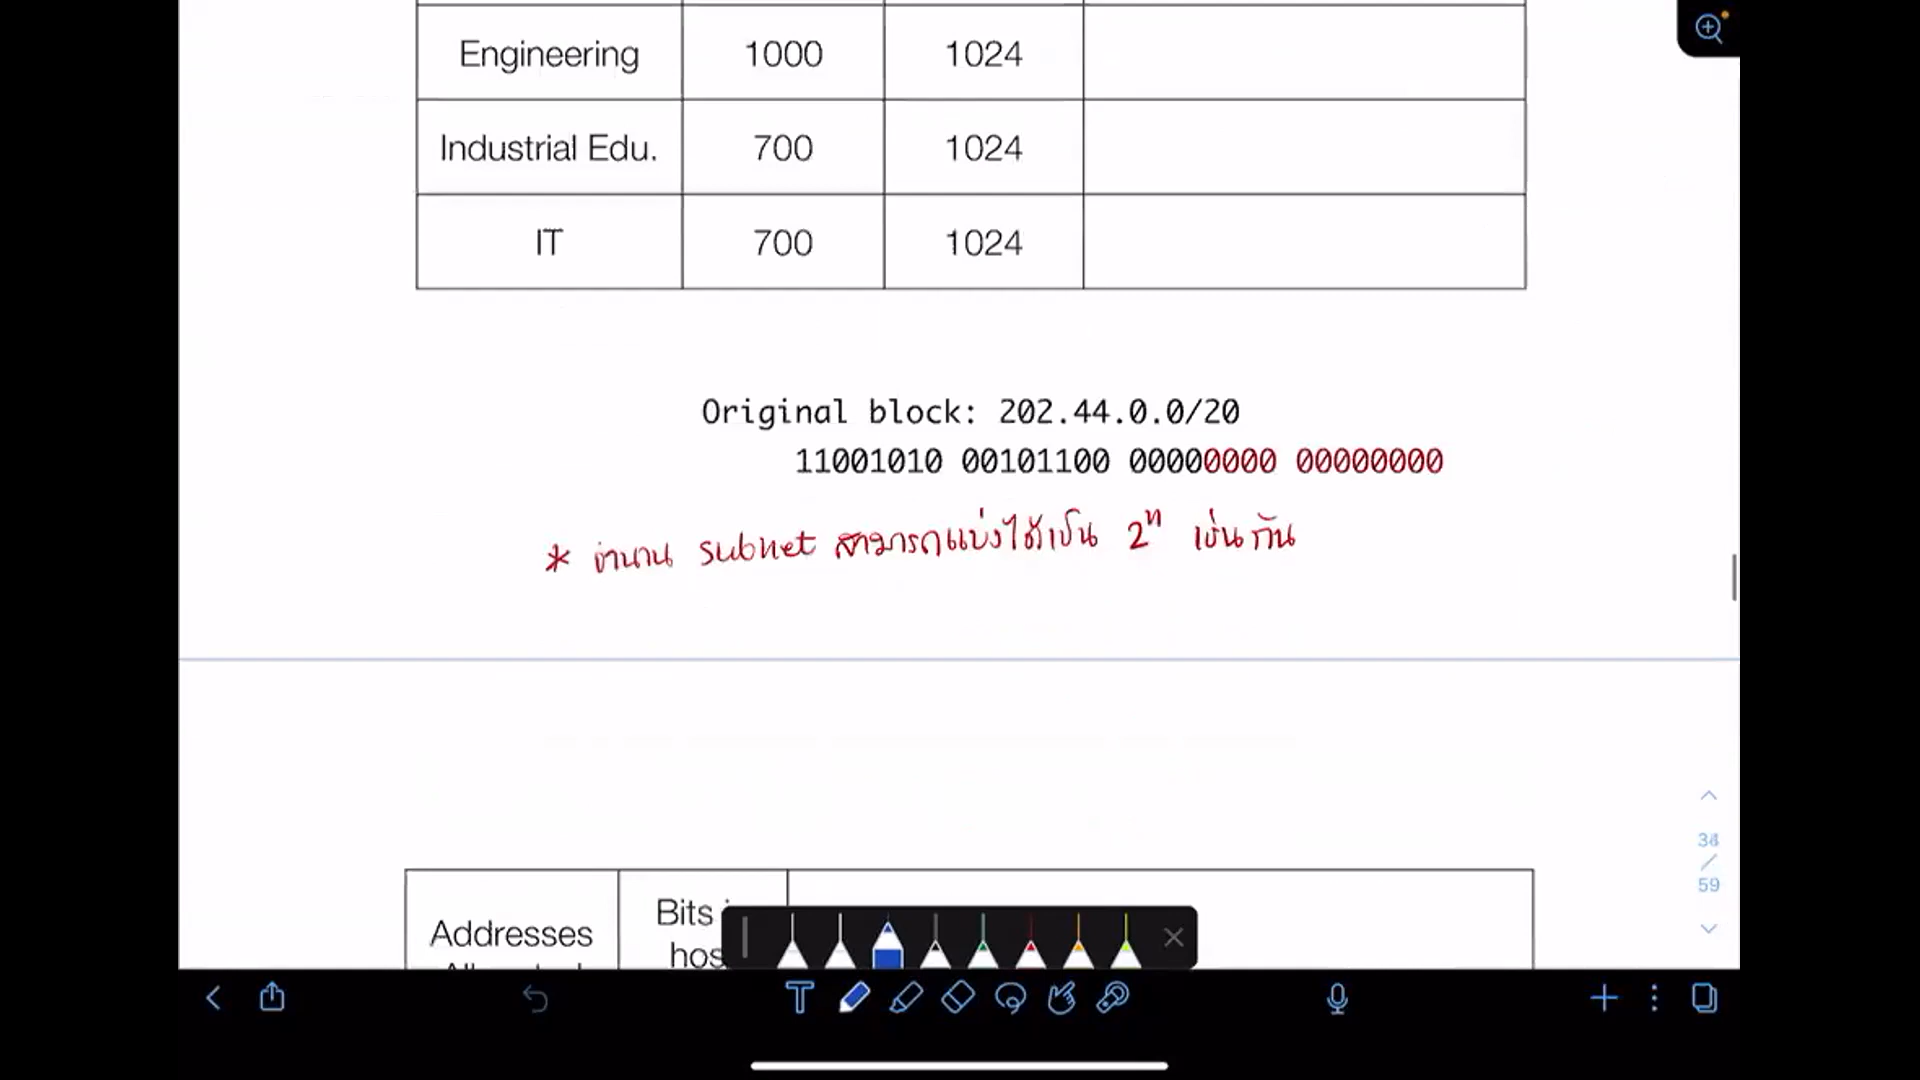 Engineering 1000 1024
Industrial Edu. 700 1024
IT 700 1024
Original block: 202.44.0.0/20
11001010 00101100 00000000 00000000
* จำนวน subnet สามารถแบ่งได้เป็น 2ⁿ เช่นกัน
Addresses
Bits
hos
34
59